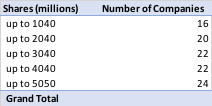 Shares (millions) Number of Companies
up to 1040 16
up to 2040 20
up to 3040 22
up to 4040 22
up to 5050 24
Grand Total